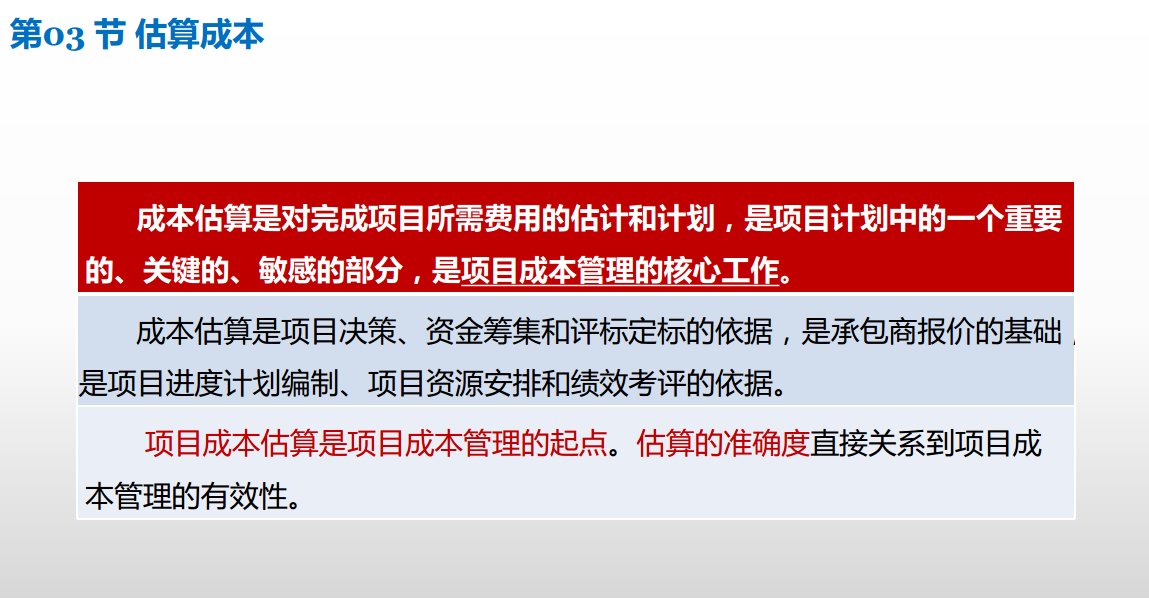 第03 节 估算成本
成本估算是对完成项目所需费用的估计和计划，是项目计划中的一个重要
的、关键的、敏感的部分，是项目成本管理的核心工作。
成本估算是项目决策、资金筹集和评标定标的依据，是承包商报价的基础，
是项目进度计划编制、项目资源安排和绩效考评的依据。
项目成本估算是项目成本管理的起点。估算的准确度直接关系到项目成
本管理的有效性。